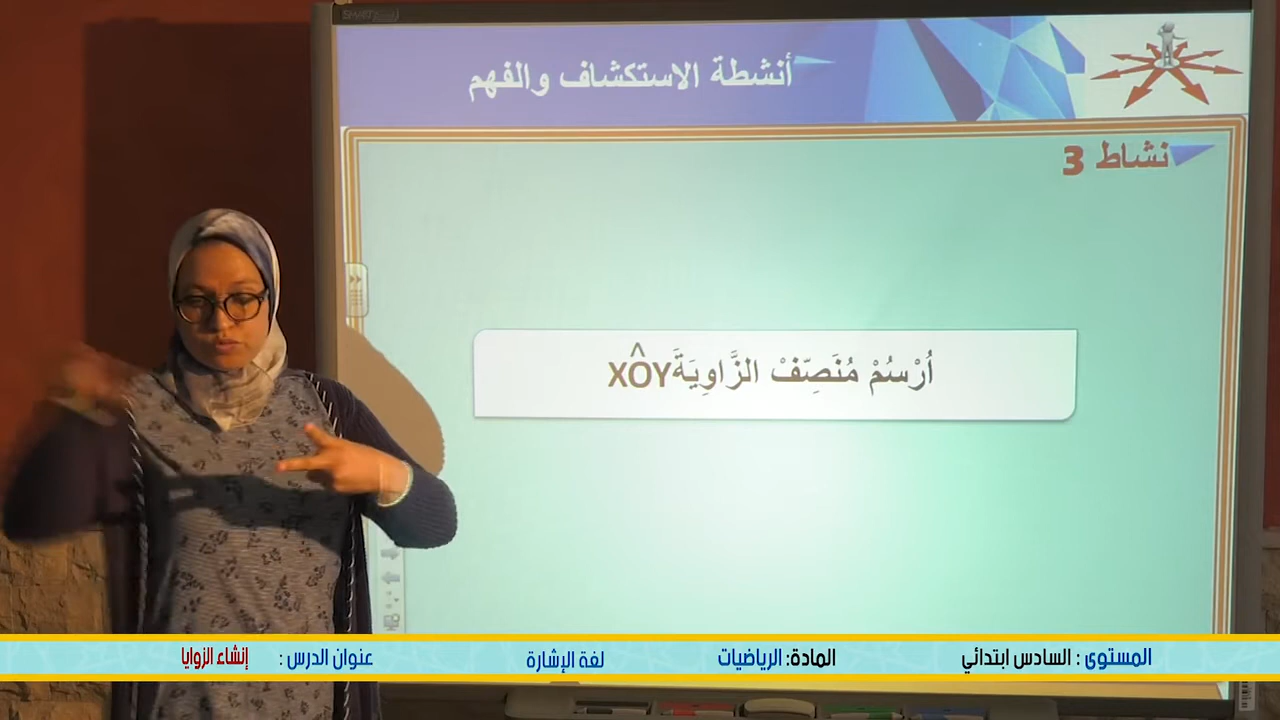 SMART
أنشطة الاستكشاف والفهم
نشاط 3
اُرْسُمْ مُنَصِّفْ الزَّاوِيَةَ XÔY
المستوى : السادس ابتدائي المادة: الرياضيات لغة الإشارة عنوان الدرس : إنشاء الزوايا